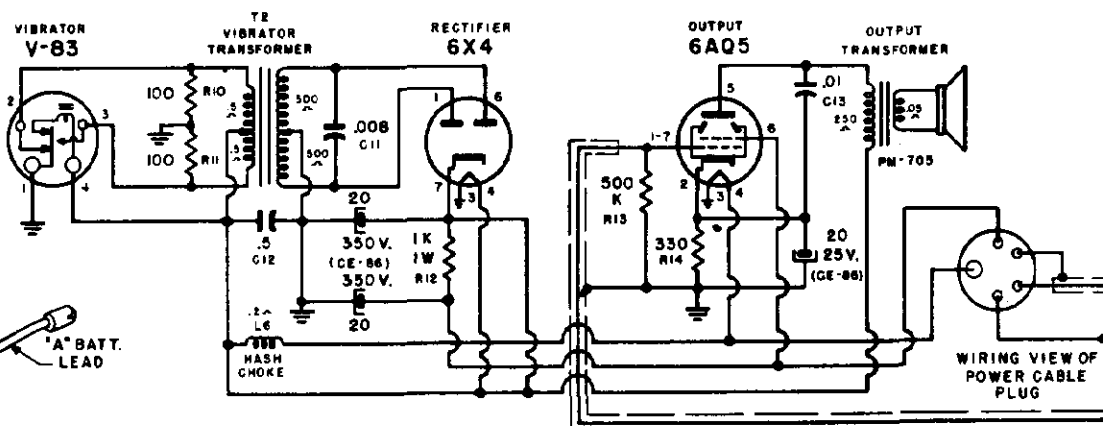 VIBRATOR
V-83
T2
VIBRATOR
TRANSFORMER
RECTIFIER
6X4
OUTPUT
6AQ5
OUTPUT
TRANSFORMER
2
3
1
4
100
R10
100
R11
.5
Ω
.5
Ω
500
Ω
500
Ω
.008
C11
1
6
7
3
4
5
1-7
6
2
3
4
.01
C13
250
Ω
.05
Ω
PM-705
500
K
R13
330
R14
20
25V.
(CE-86)
.5
C12
20
350V.
(CE-86)
350V.
20
1K
1W
R12
.2Ω
L6
HASH
CHOKE
"A" BATT.
LEAD
WIRING VIEW OF
POWER CABLE
PLUG